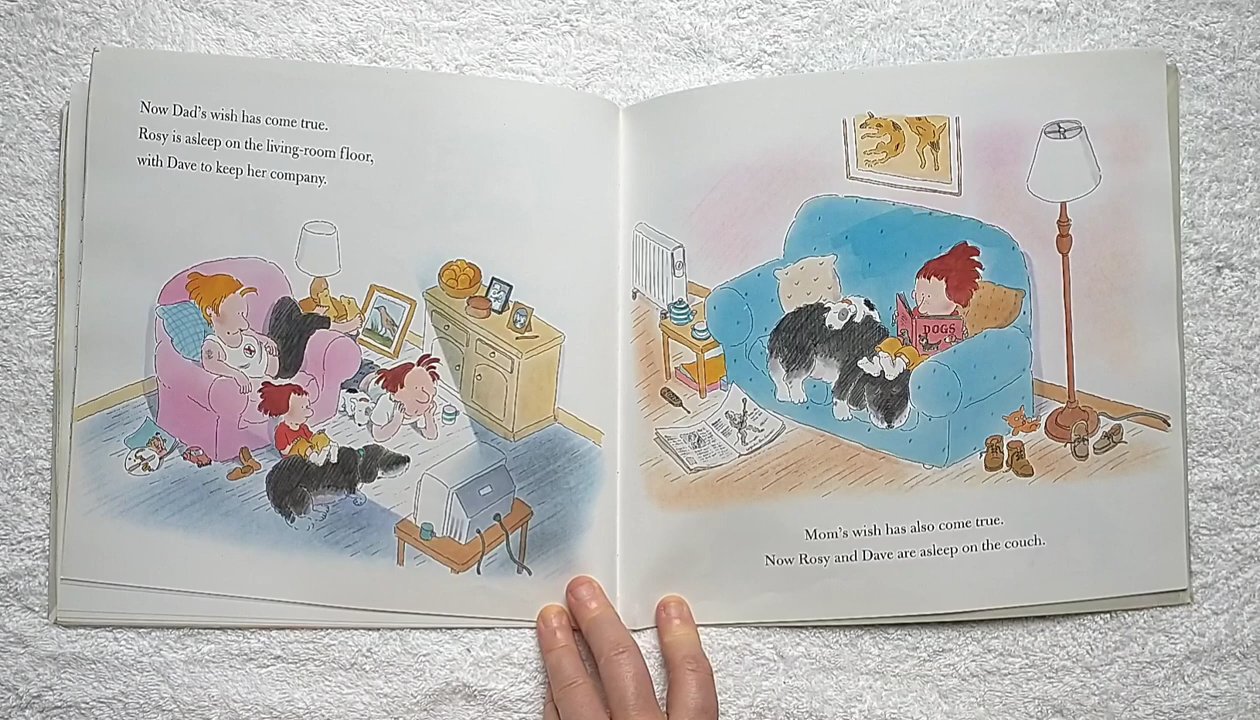 Now Dad's wish has come true.
Rosy is asleep on the living-room floor,
with Dave to keep her company.
DOGS
Mom's wish has also come true.
Now Rosy and Dave are asleep on the couch.